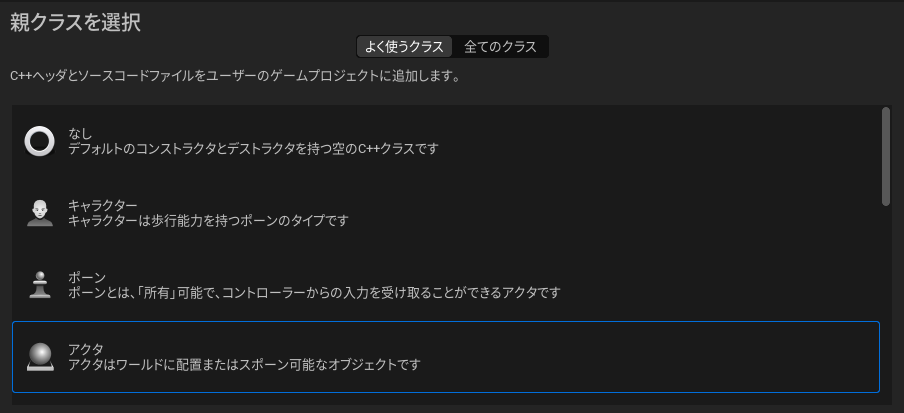 親クラスを選択
よく使うクラス 全てのクラス
C++ヘッダとソースコードファイルをユーザーのゲームプロジェクトに追加します。
なし
デフォルトのコンストラクタとデストラクタを持つ空のC++クラスです
キャラクター
キャラクターは歩行能力を持つポーンのタイプです
ポーン
ポーンとは、「所有」可能で、コントローラーからの入力を受け取ることができるアクタです
アクタ
アクタはワールドに配置またはスポーン可能なオブジェクトです